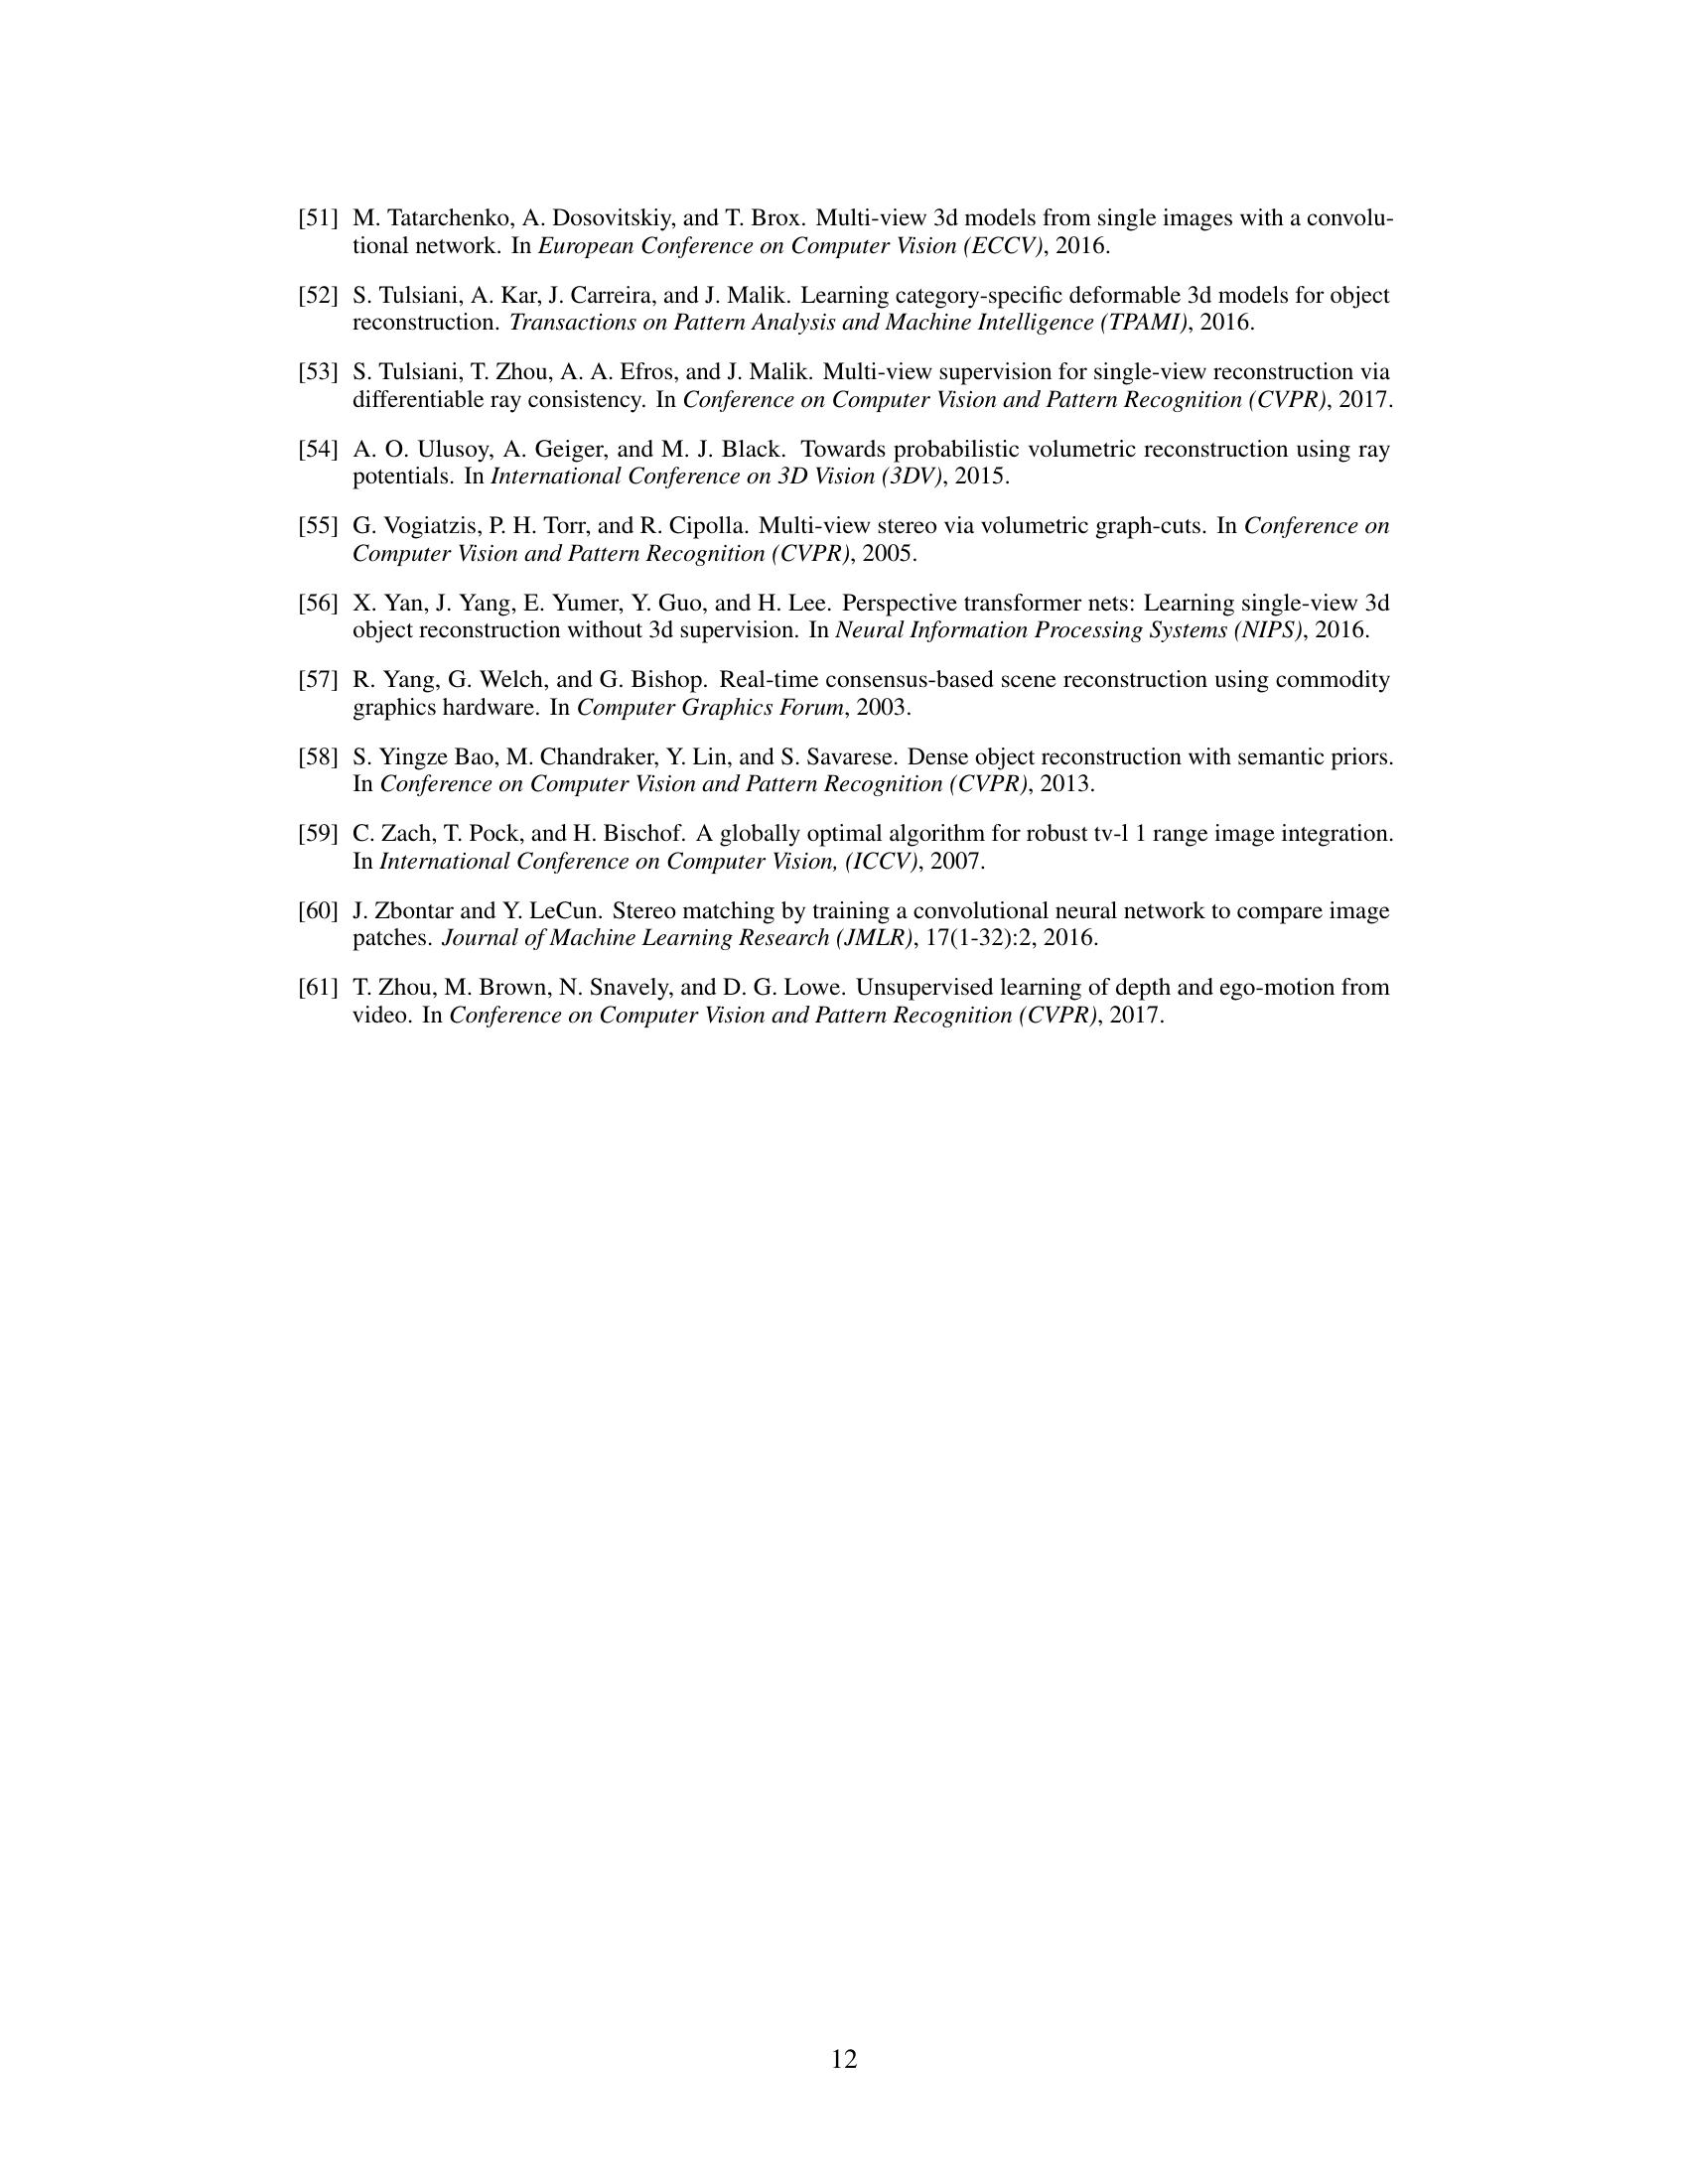 [51] M. Tatarchenko, A. Dosovitskiy, and T. Brox. Multi-view 3d models from single images with a convolu-
tional network. In European Conference on Computer Vision (ECCV), 2016.
[52] S. Tulsiani, A. Kar, J. Carreira, and J. Malik. Learning category-specific deformable 3d models for object
reconstruction. Transactions on Pattern Analysis and Machine Intelligence (TPAMI), 2016.
[53] S. Tulsiani, T. Zhou, A. A. Efros, and J. Malik. Multi-view supervision for single-view reconstruction via
differentiable ray consistency. In Conference on Computer Vision and Pattern Recognition (CVPR), 2017.
[54] A. O. Ulusoy, A. Geiger, and M. J. Black. Towards probabilistic volumetric reconstruction using ray
potentials. In International Conference on 3D Vision (3DV), 2015.
[55] G. Vogiatzis, P. H. Torr, and R. Cipolla. Multi-view stereo via volumetric graph-cuts. In Conference on
Computer Vision and Pattern Recognition (CVPR), 2005.
[56] X. Yan, J. Yang, E. Yumer, Y. Guo, and H. Lee. Perspective transformer nets: Learning single-view 3d
object reconstruction without 3d supervision. In Neural Information Processing Systems (NIPS), 2016.
[57] R. Yang, G. Welch, and G. Bishop. Real-time consensus-based scene reconstruction using commodity
graphics hardware. In Computer Graphics Forum, 2003.
[58] S. Yingze Bao, M. Chandraker, Y. Lin, and S. Savarese. Dense object reconstruction with semantic priors.
In Conference on Computer Vision and Pattern Recognition (CVPR), 2013.
[59] C. Zach, T. Pock, and H. Bischof. A globally optimal algorithm for robust tv-l 1 range image integration.
In International Conference on Computer Vision, (ICCV), 2007.
[60] J. Zbontar and Y. LeCun. Stereo matching by training a convolutional neural network to compare image
patches. Journal of Machine Learning Research (JMLR), 17(1-32):2, 2016.
[61] T. Zhou, M. Brown, N. Snavely, and D. G. Lowe. Unsupervised learning of depth and ego-motion from
video. In Conference on Computer Vision and Pattern Recognition (CVPR), 2017.
12